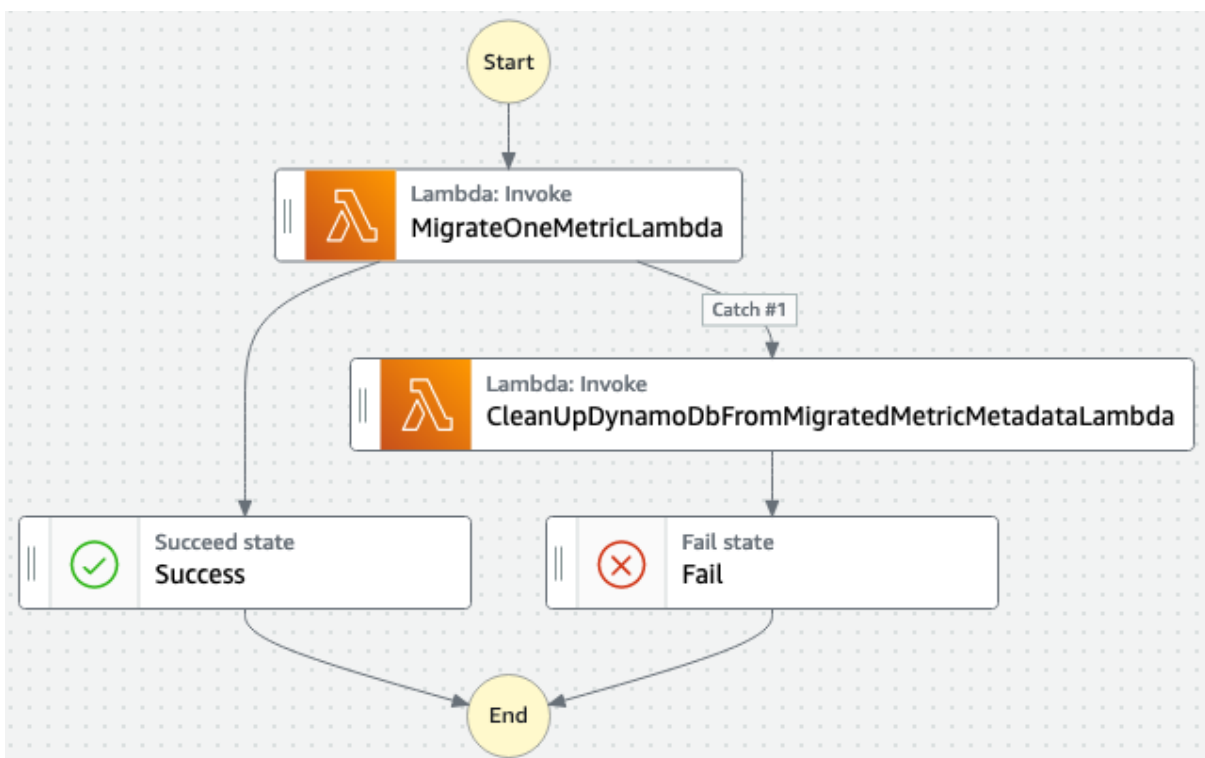 Start
Lambda: Invoke
MigrateOneMetricLambda
Catch #1
Lambda: Invoke
CleanUpDynamoDbFromMigratedMetricMetadataLambda
Succeed state
Success
Fail state
Fail
End